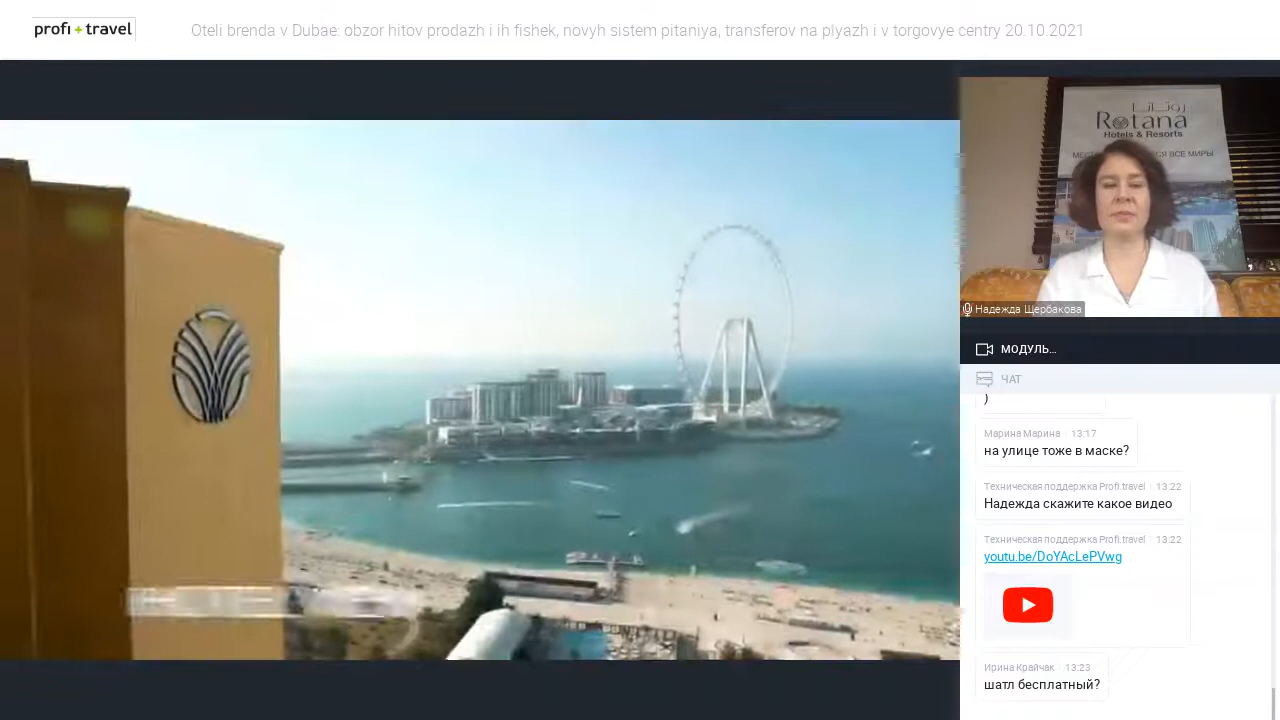 profi + travel
Oteli brenda v Dubae: obzor hitov prodazh i ih fishek, novyh sistem pitaniya, transferov na plyazh i v torgovye centry 20.10.2021
روتانا
Rotana
Hotels & Resorts
ВСЕ МИРЫ
Надежда Щербакова
МОДУЛЬ...
ЧАТ
)
Марина Марина 13:17
на улице тоже в маске?
Техническая поддержка Profi.travel 13:22
Надежда скажите какое видео
Техническая поддержка Profi.travel 13:22
youtu.be/DoYAcLePVwg
Ирина Крайчак 13:23
шатл бесплатный?